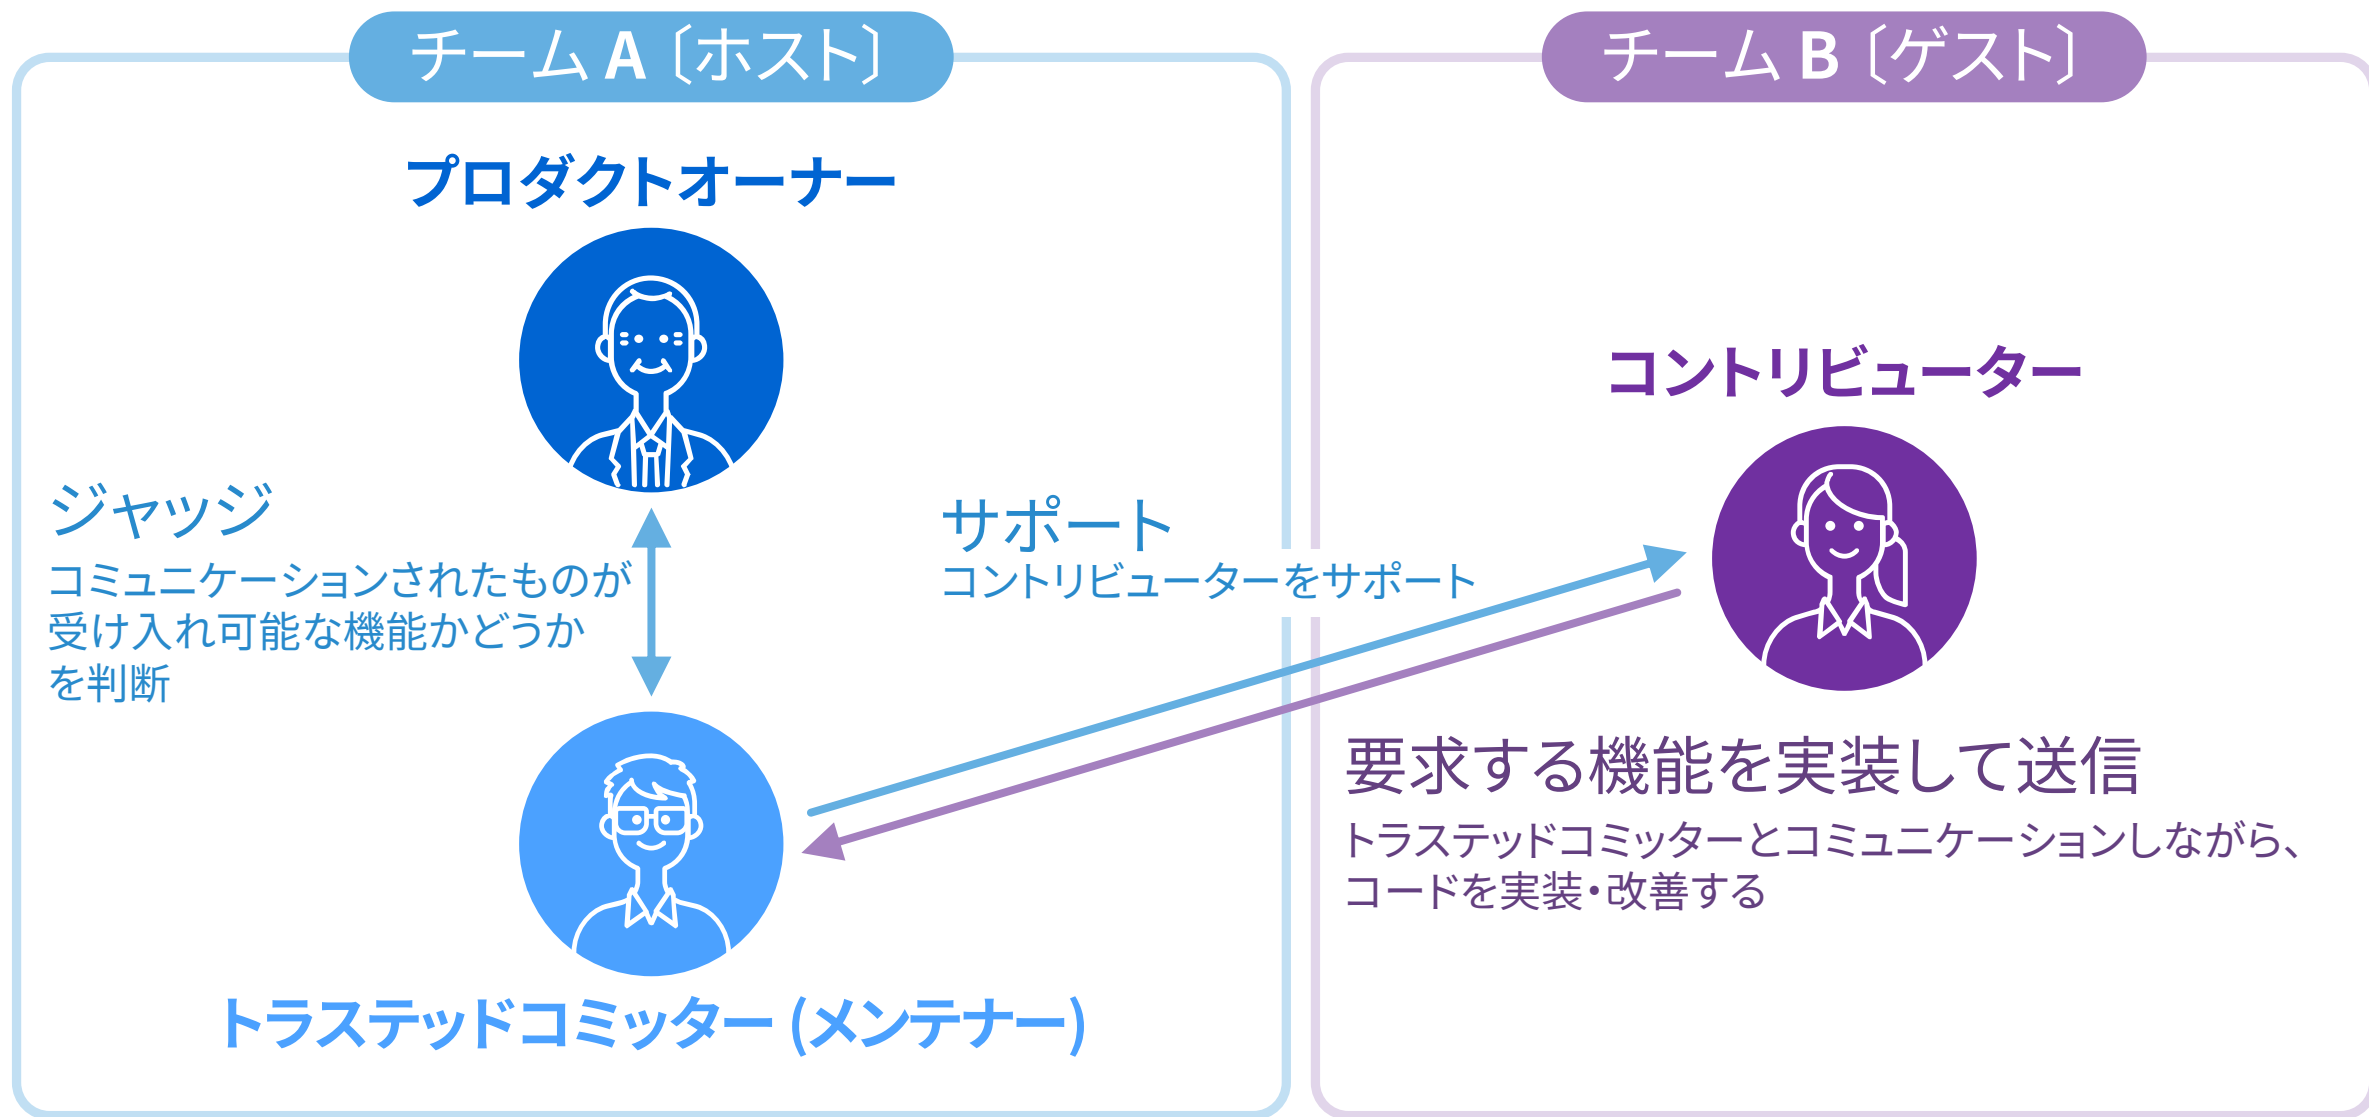 チーム A〔ホスト〕
プロダクトオーナー
ジャッジ
コミュニケーションされたものが
受け入れ可能な機能かどうか
を判断
サポート
コントリビューターをサポート
トラステッドコミッター (メンテナー)
チーム B〔ゲスト〕
コントリビューター
要求する機能を実装して送信
トラステッドコミッターとコミュニケーションしながら、
コードを実装・改善する